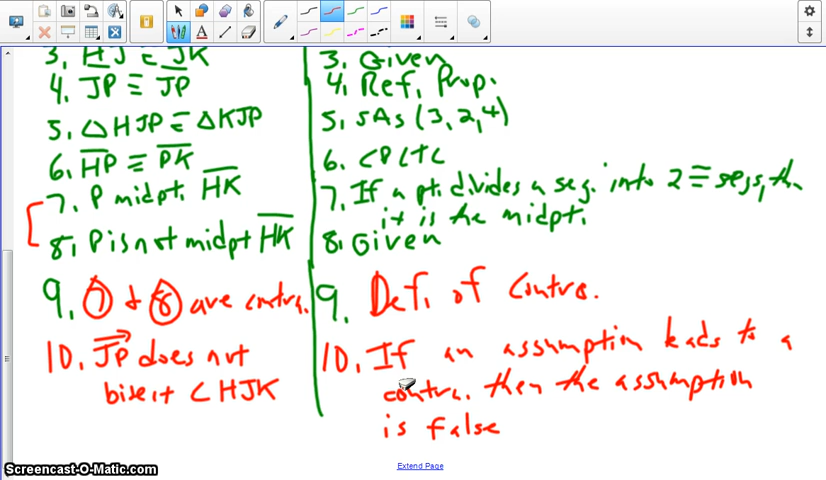 3. HJ ≅ JK
3. Given
4. JP ≅ JP
4. Ref. Prop.
5. △HJP ≅ △KJP
5. SAS (3, 2, 4)
6. HP ≅ PK
6. CPCTC
7. P midpt. HK
7. If a pt. divides a seg. into 2 ≅ segs, th
it is the midpt.
8. P is not midpt HK
8. Given
9. ⑦ + ⑧ are contra.
9. Def. of Contra.
10. JP does not
bisect <HJK
10. If an assumption leads to a
contra. then the assumption
is false
Extend Page
Screencast-O-Matic.com